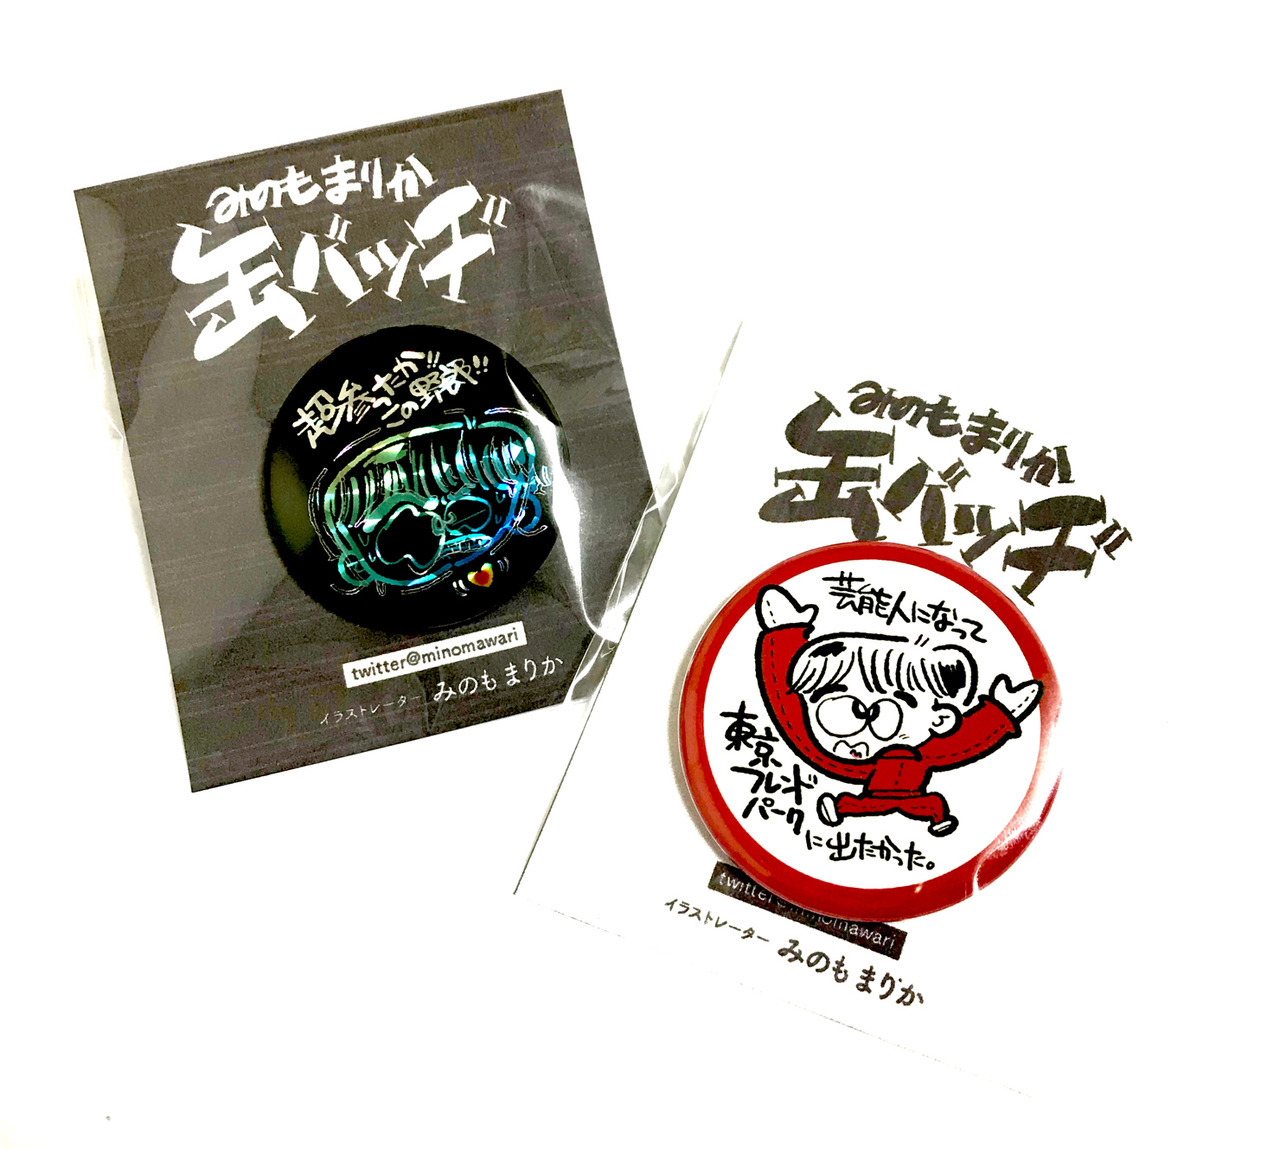 みのもまりか
缶バッヂ
超参ったか!!
この野郎!!
twitter@minomawari
イラストレーター みのもまりか
みのもまりか
缶バッヂ
芸能人になって
東京
フレンド
パーク
に出たかった。
twitter@minomawari
イラストレーター みのもまりか